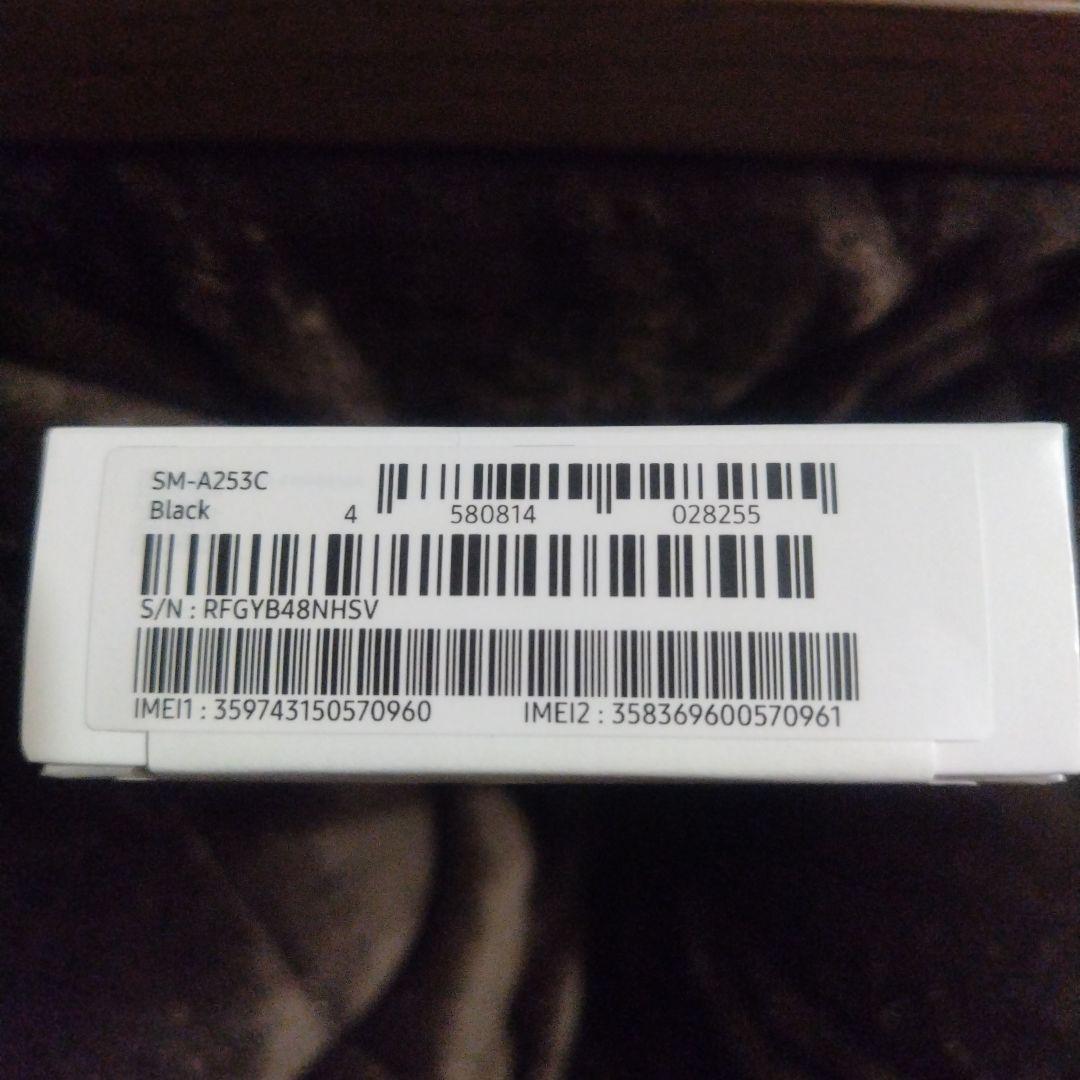 SM-A253C
Black
4 580814 028255
S/N : RFGYB48NHSV
IMEI1 : 359743150570960 IMEI2 : 358369600570961